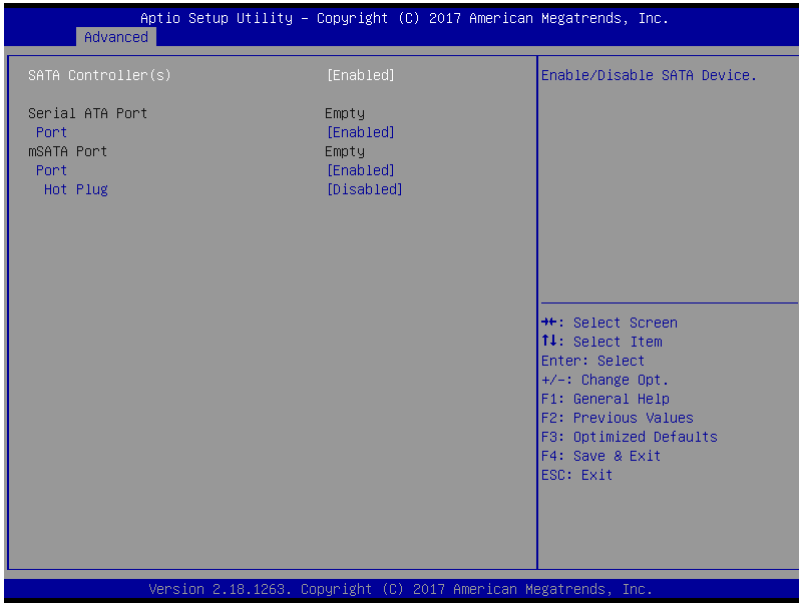 Aptio Setup Utility – Copyright (C) 2017 American Megatrends, Inc.
Advanced
SATA Controller(s) [Enabled]
Serial ATA Port Empty
Port [Enabled]
mSATA Port Empty
Port [Enabled]
Hot Plug [Disabled]
Enable/Disable SATA Device.
→←: Select Screen
↑↓: Select Item
Enter: Select
+/-: Change Opt.
F1: General Help
F2: Previous Values
F3: Optimized Defaults
F4: Save & Exit
ESC: Exit
Version 2.18.1263. Copyright (C) 2017 American Megatrends, Inc.